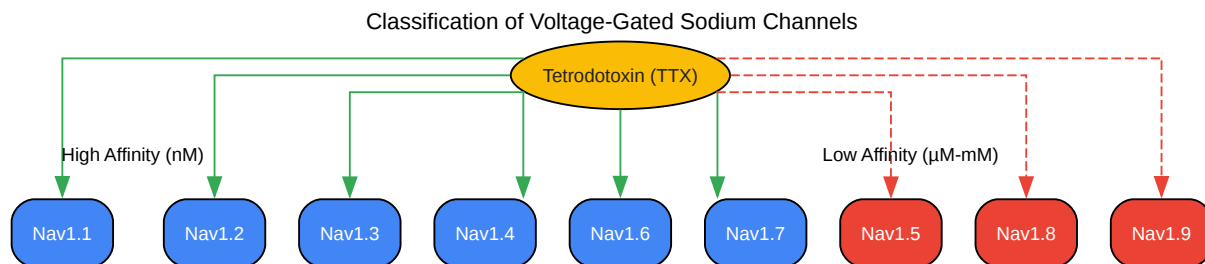 Classification of Voltage-Gated Sodium Channels
Tetrodotoxin (TTX)
High Affinity (nM)
Low Affinity (µM-mM)
Nav1.1
Nav1.2
Nav1.3
Nav1.4
Nav1.6
Nav1.7
Nav1.5
Nav1.8
Nav1.9